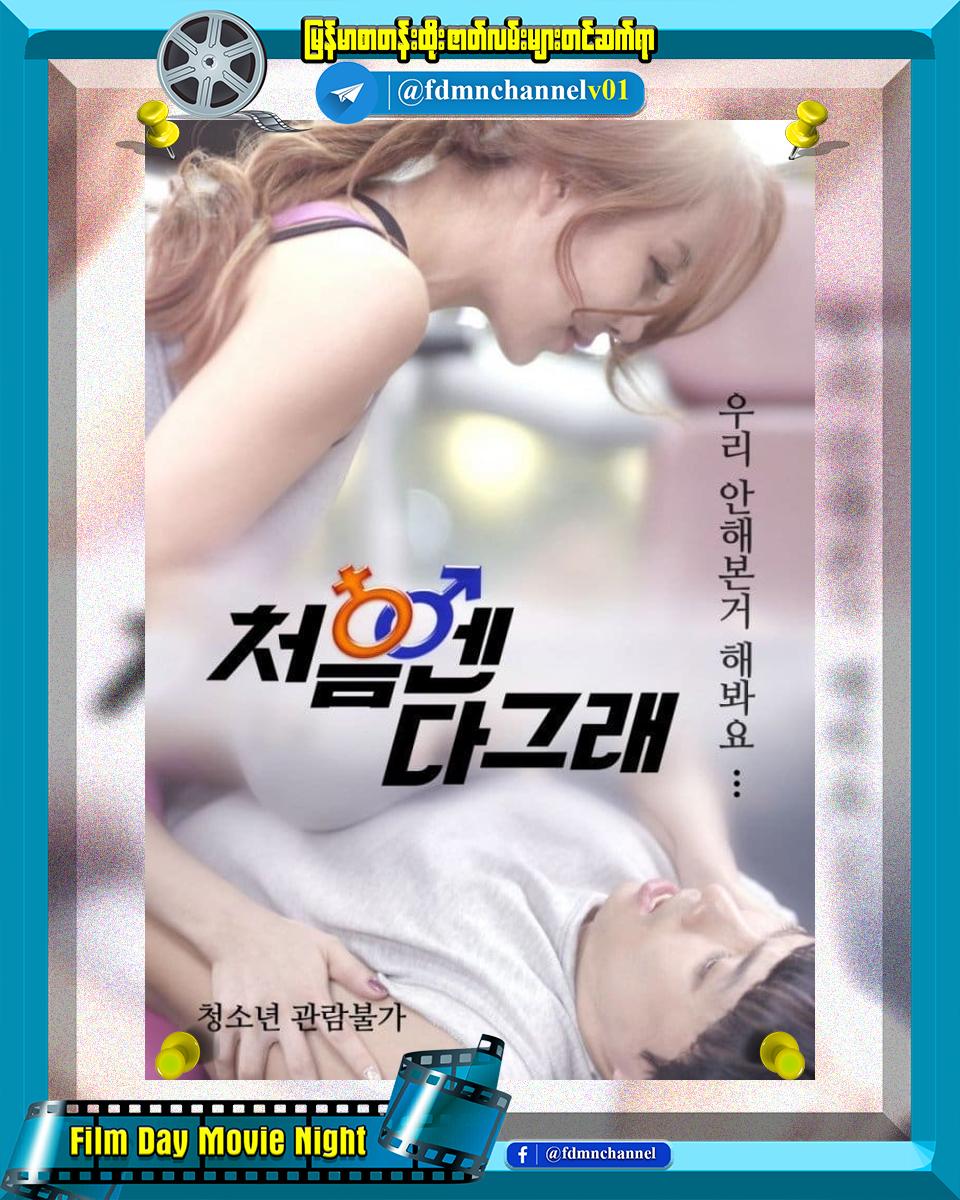 မြန်မာစာတန်းထိုးဇာတ်လမ်းများတင်ဆက်ရာ
@fdmnchannelv01
우리 안해본거 해봐요 ...
처음엔
다그래
청소년 관람불가
Film Day Movie Night
@fdmnchannel